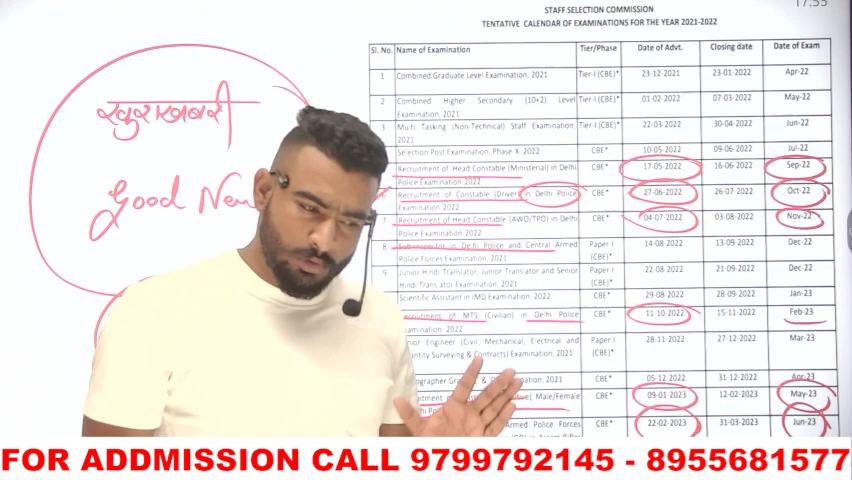 17:55
STAFF SELECTION COMMISSION
TENTATIVE CALENDAR OF EXAMINATIONS FOR THE YEAR 2021-2022
Sl. No. Name of Examination Tier/Phase Date of Advt. Closing date Date of Exam
1 Combined Graduate Level Examination, 2021 Tier-I (CBE)* 23-12-2021 23-01-2022 Apr-22
2 Combined Higher Secondary (10+2) Level Tier-I (CBE)* 01-02-2022 07-03-2022 May-22
Examination, 2021
3 Multi Tasking (Non-Technical) Staff Examination, Tier-I (CBE)* 22-03-2022 30-04-2022 Jun-22
2021
Selection Post Examination, Phase-X, 2022 CBE* 10-05-2022 09-06-2022 Jul-22
Recruitment of Head Constable (Ministerial) in Delhi CBE* 17-05-2022 16-06-2022 Sep-22
Police Examination 2022
Recruitment of Constable (Driver) in Delhi Police CBE* 27-06-2022 26-07-2022 Oct-22
Examination 2022
7 Recruitment of Head Constable (AWO/TPO) in Delhi CBE* 04-07-2022 03-08-2022 Nov-22
Police Examination 2022
8 Sub-Inspector in Delhi Police and Central Armed Paper I 14-08-2022 13-09-2022 Dec-22
Police Forces Examination, 2021 (CBE)*
9 Junior Hindi Translator, Junior Translator and Senior Paper I 22-08-2022 21-09-2022 Dec-22
Hindi Translator Examination, 2021 (CBE)*
Scientific Assistant in IMD Examination, 2022 CBE* 29-08-2022 28-09-2022 Jan-23
ecruitment of MTS (Civilian) in Delhi Police CBE* 11-10-2022 15-11-2022 Feb-23
amination 2022
nior Engineer (Civil, Mechanical, Electrical and Paper-I 28-11-2022 27-12-2022 Mar-23
antity Surveying & Contracts) Examination, 2021 (CBE)*
ographer Gra & nation, 2021 CBE* 05-12-2022 31-12-2022 Apr-23
Male/Female CBE* 09-01-2023 12-02-2023 May-23
Armed Police Forces CBE* 22-02-2023 31-03-2023 Jun-23
खुशखबरी
Good New
FOR ADDMISSION CALL 9799792145 - 8955681577